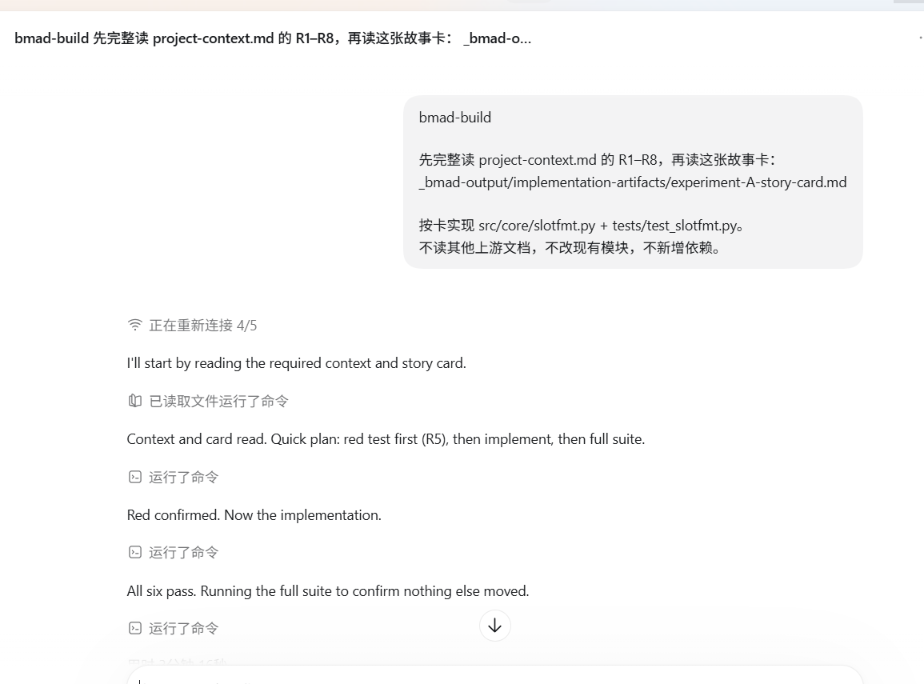 bmad-build 先完整读 project-context.md 的 R1–R8，再读这张故事卡： _bmad-o...
bmad-build
先完整读 project-context.md 的 R1–R8，再读这张故事卡：
_bmad-output/implementation-artifacts/experiment-A-story-card.md
按卡实现 src/core/slotfmt.py + tests/test_slotfmt.py。
不读其他上游文档，不改现有模块，不新增依赖。
正在重新连接 4/5
I'll start by reading the required context and story card.
已读取文件运行了命令
Context and card read. Quick plan: red test first (R5), then implement, then full suite.
运行了命令
Red confirmed. Now the implementation.
运行了命令
All six pass. Running the full suite to confirm nothing else moved.
运行了命令